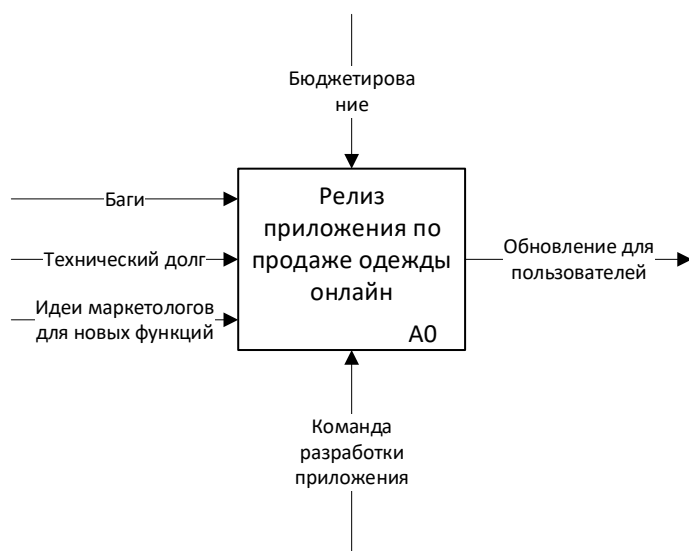 Бюджетирова
ние
Баги
Технический долг
Идеи маркетологов
для новых функций
Релиз
приложения по
продаже одежды
онлайн
A0
Обновление для
пользователей
Команда
разработки
приложения